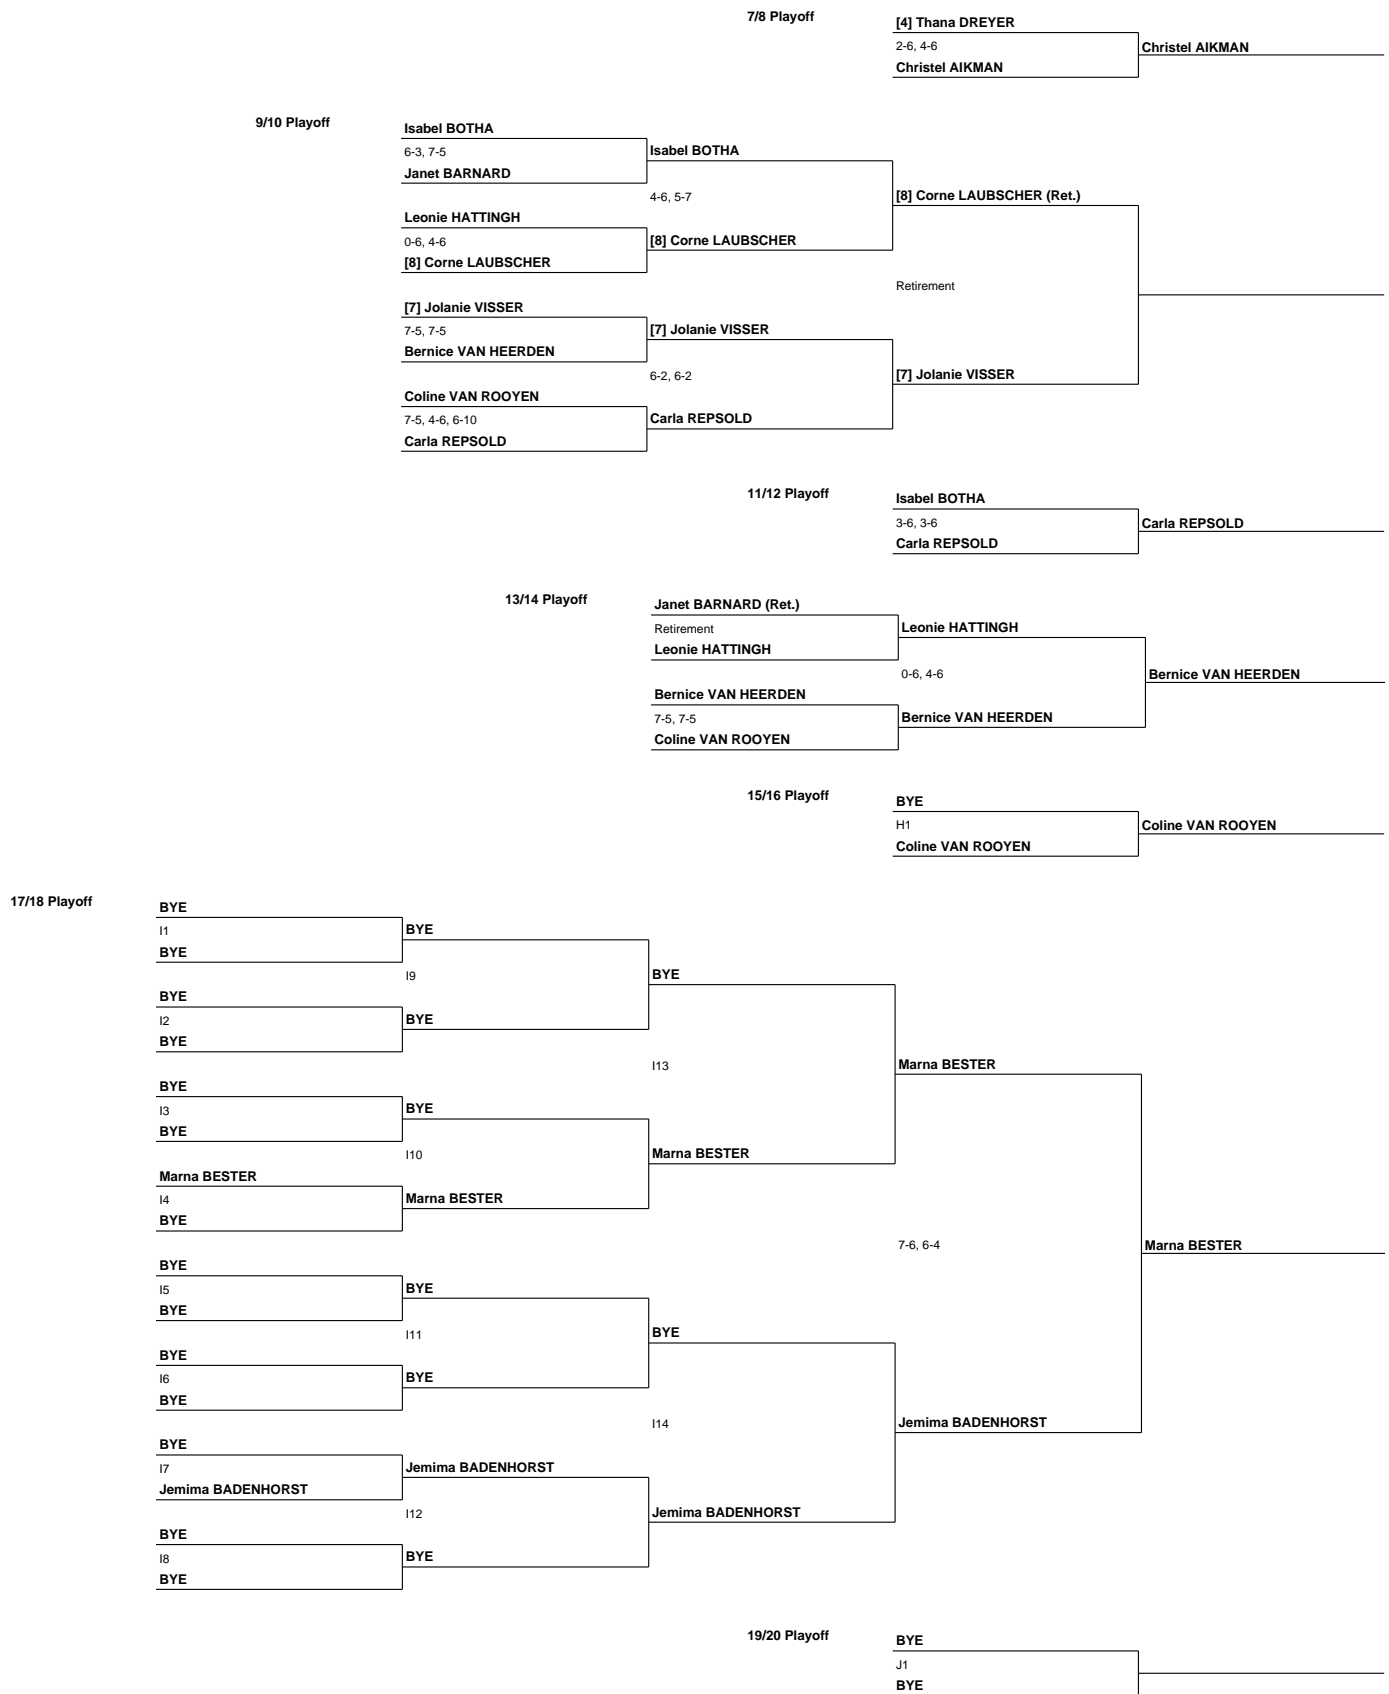 7/8 Playoff
[4] Thana DREYER
2-6, 4-6
Christel AIKMAN
Christel AIKMAN
9/10 Playoff
Isabel BOTHA
6-3, 7-5
Isabel BOTHA
Janet BARNARD
4-6, 5-7
[8] Corne LAUBSCHER (Ret.)
Leonie HATTINGH
0-6, 4-6
[8] Corne LAUBSCHER
[8] Corne LAUBSCHER
Retirement
[7] Jolanie VISSER
7-5, 7-5
[7] Jolanie VISSER
Bernice VAN HEERDEN
6-2, 6-2
[7] Jolanie VISSER
Coline VAN ROOYEN
7-5, 4-6, 6-10
Carla REPSOLD
Carla REPSOLD
11/12 Playoff
Isabel BOTHA
3-6, 3-6
Carla REPSOLD
Carla REPSOLD
13/14 Playoff
Janet BARNARD (Ret.)
Retirement
Leonie HATTINGH
Leonie HATTINGH
0-6, 4-6
Bernice VAN HEERDEN
Bernice VAN HEERDEN
7-5, 7-5
Bernice VAN HEERDEN
Coline VAN ROOYEN
15/16 Playoff
BYE
H1
Coline VAN ROOYEN
Coline VAN ROOYEN
17/18 Playoff
BYE
I1
BYE
BYE
I9
BYE
BYE
I2
BYE
BYE
I13
Marna BESTER
BYE
I3
BYE
BYE
I10
Marna BESTER
Marna BESTER
I4
Marna BESTER
BYE
7-6, 6-4
Marna BESTER
BYE
I5
BYE
BYE
I11
BYE
BYE
I6
BYE
BYE
I14
Jemima BADENHORST
BYE
I7
Jemima BADENHORST
Jemima BADENHORST
I12
Jemima BADENHORST
BYE
I8
BYE
BYE
19/20 Playoff
BYE
J1
BYE